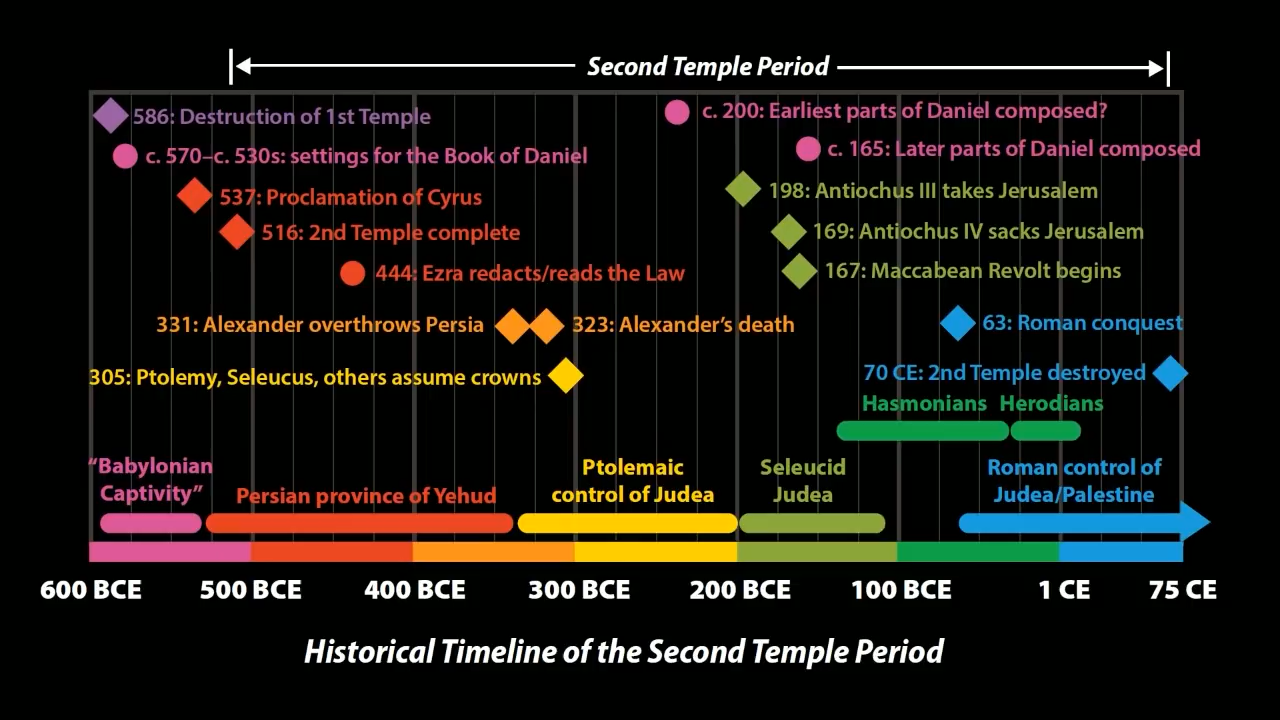 Second Temple Period
586: Destruction of 1st Temple
c. 200: Earliest parts of Daniel composed?
c. 570–c. 530s: settings for the Book of Daniel
c. 165: Later parts of Daniel composed
537: Proclamation of Cyrus
198: Antiochus III takes Jerusalem
516: 2nd Temple complete
169: Antiochus IV sacks Jerusalem
444: Ezra redacts/reads the Law
167: Maccabean Revolt begins
331: Alexander overthrows Persia
323: Alexander’s death
63: Roman conquest
305: Ptolemy, Seleucus, others assume crowns
70 CE: 2nd Temple destroyed
Hasmonians
Herodians
“Babylonian
Captivity”
Persian province of Yehud
Ptolemaic
control of Judea
Seleucid
Judea
Roman control of
Judea/Palestine
600 BCE
500 BCE
400 BCE
300 BCE
200 BCE
100 BCE
1 CE
75 CE
Historical Timeline of the Second Temple Period